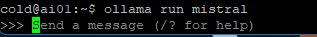 cold@ai01:~$ ollama run mistral
>>> Send a message (/? for help)